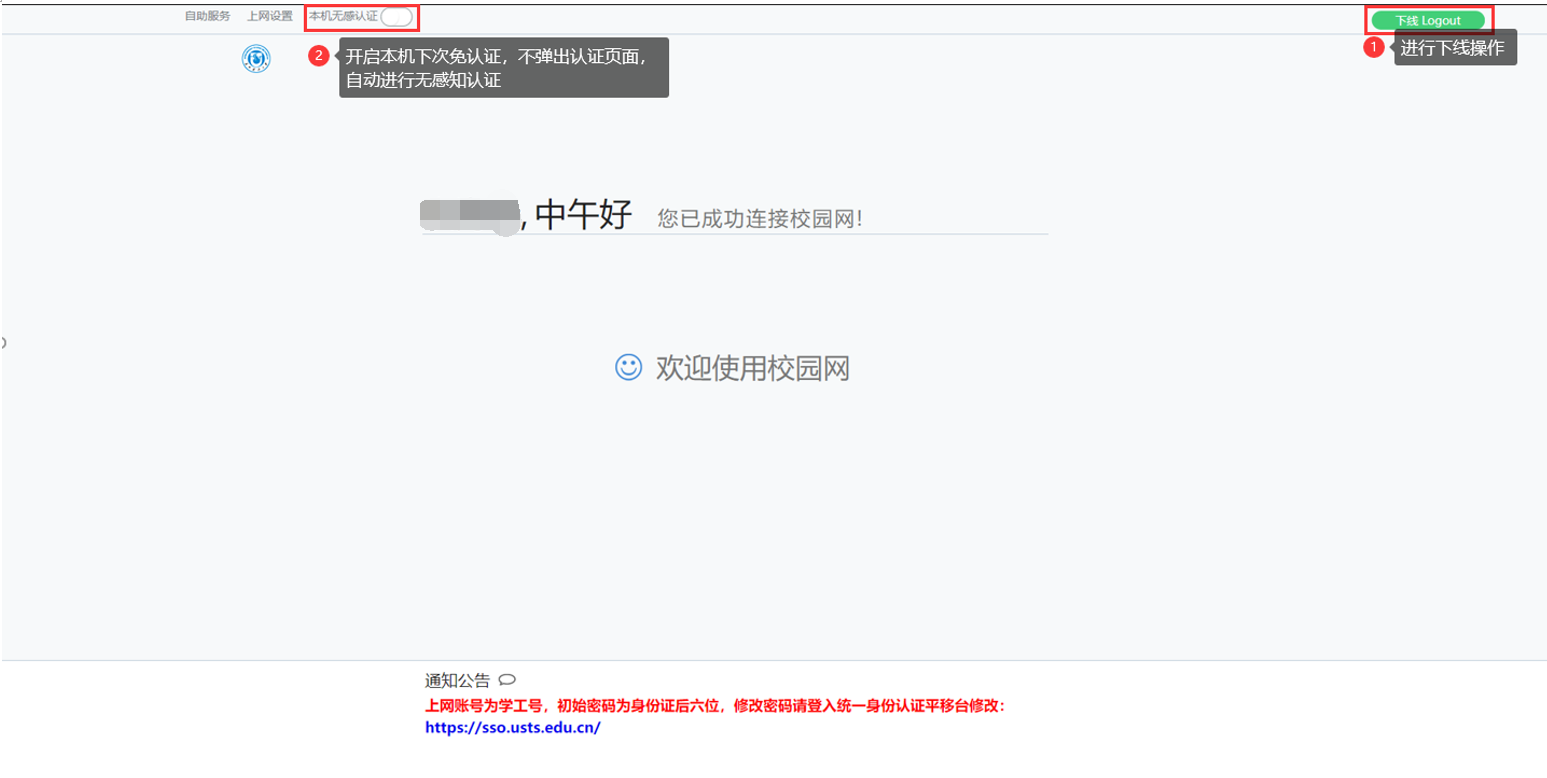 自助服务 上网设置 本机无感认证 下线 Logout
1 进行下线操作
2 开启本机下次免认证，不弹出认证页面，
自动进行无感知认证
, 中午好 您已成功连接校园网！
欢迎使用校园网
通知公告
上网账号为学工号，初始密码为身份证后六位，修改密码请登入统一身份认证平移台修改：
https://sso.usts.edu.cn/